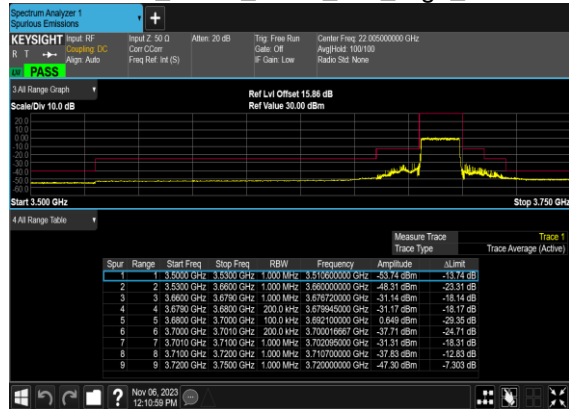 Spectrum Analyzer 1
Spurious Emissions
+
KEYSIGHT Input: RF Input Z: 50 Ω Atten: 20 dB Trig: Free Run Center Freq: 22.005000000 GHz
R T Coupling: DC Corr CCorr Gate: Off Avg|Hold: 100/100
Align: Auto Freq Ref: Int (S) IF Gain: Low Radio Std: None
PASS
3 All Range Graph Ref Lvl Offset 15.86 dB
Scale/Div 10.0 dB Ref Value 30.00 dBm
20.0
10.0
0.00
-10.0
-20.0
-30.0
-40.0
-50.0
-60.0
Start 3.500 GHz Stop 3.750 GHz
4 All Range Table
Measure Trace Trace 1
Trace Type Trace Average (Active)
Spur Range Start Freq Stop Freq RBW Frequency Amplitude ΔLimit
1 1 3.5000 GHz 3.5300 GHz 1.000 MHz 3.510600000 GHz -53.74 dBm -13.74 dB
2 2 3.5300 GHz 3.6600 GHz 1.000 MHz 3.660000000 GHz -48.31 dBm -23.31 dB
3 3 3.6600 GHz 3.6790 GHz 1.000 MHz 3.676720000 GHz -31.14 dBm -18.14 dB
4 4 3.6790 GHz 3.6800 GHz 200.0 kHz 3.679945000 GHz -31.17 dBm -18.17 dB
5 5 3.6800 GHz 3.7000 GHz 100.0 kHz 3.692100000 GHz 0.649 dBm -29.35 dB
6 6 3.7000 GHz 3.7010 GHz 200.0 kHz 3.700016667 GHz -37.71 dBm -24.71 dB
7 7 3.7010 GHz 3.7100 GHz 1.000 MHz 3.702095000 GHz -31.31 dBm -18.31 dB
8 8 3.7100 GHz 3.7200 GHz 1.000 MHz 3.710700000 GHz -37.83 dBm -12.83 dB
9 9 3.7200 GHz 3.7500 GHz 1.000 MHz 3.720000000 GHz -47.30 dBm -7.303 dB
? Nov 06, 2023
12:10:59 PM